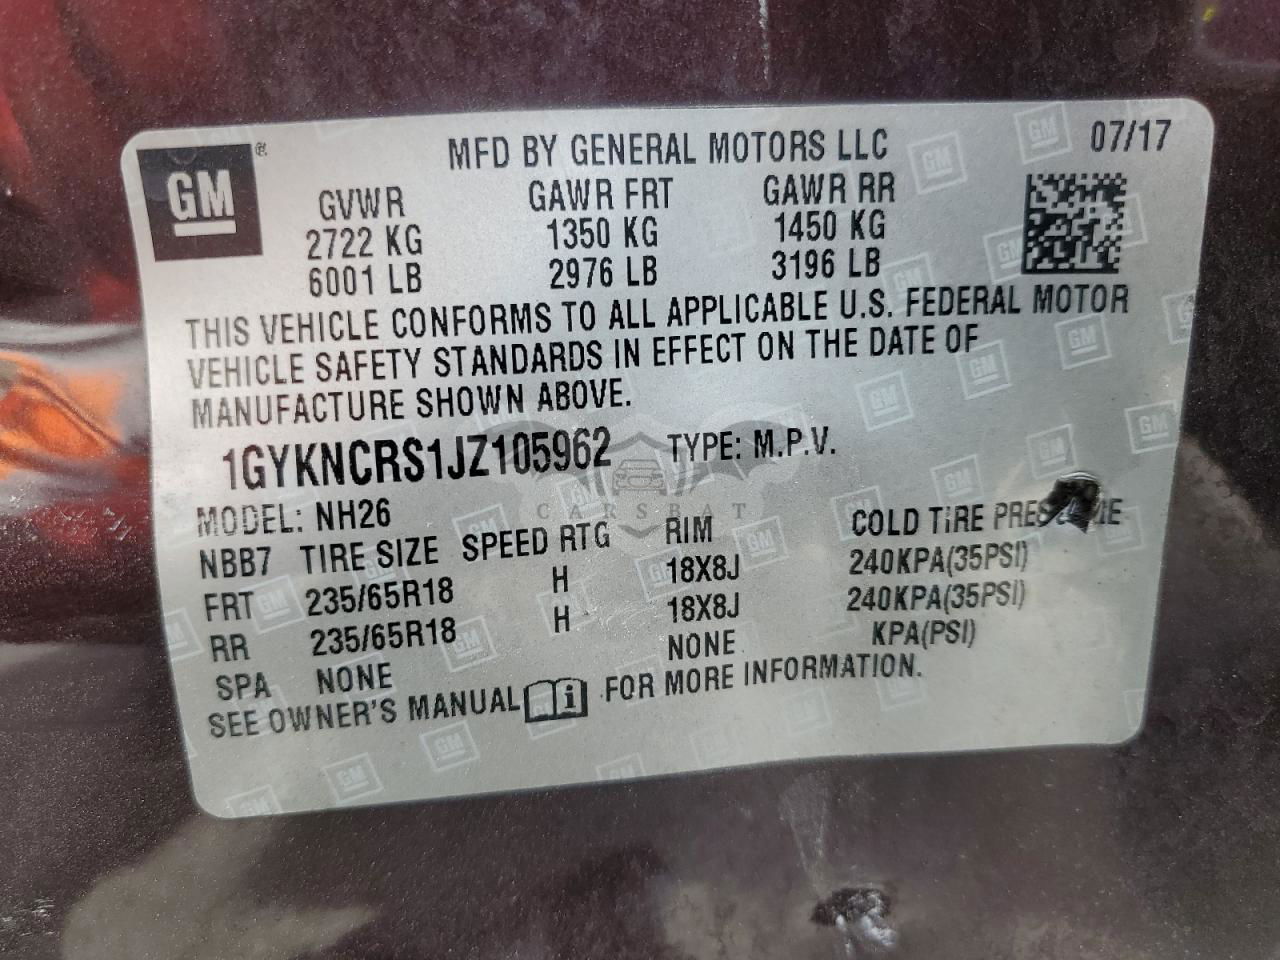 GM
MFD BY GENERAL MOTORS LLC 07/17
GVWR GAWR FRT GAWR RR
2722 KG 1350 KG 1450 KG
6001 LB 2976 LB 3196 LB
THIS VEHICLE CONFORMS TO ALL APPLICABLE U.S. FEDERAL MOTOR
VEHICLE SAFETY STANDARDS IN EFFECT ON THE DATE OF
MANUFACTURE SHOWN ABOVE.
1GYKNCRS1JZ105962 TYPE: M.P.V.
CARSBAT
MODEL: NH26
NBB7 TIRE SIZE SPEED RTG RIM COLD TIRE
FRT 235/65R18 H 18X8J 240KPA(35PSI)
RR 235/65R18 H 18X8J 240KPA(35PSI)
SPA NONE NONE KPA(PSI)
SEE OWNER'S MANUAL FOR MORE INFORMATION.